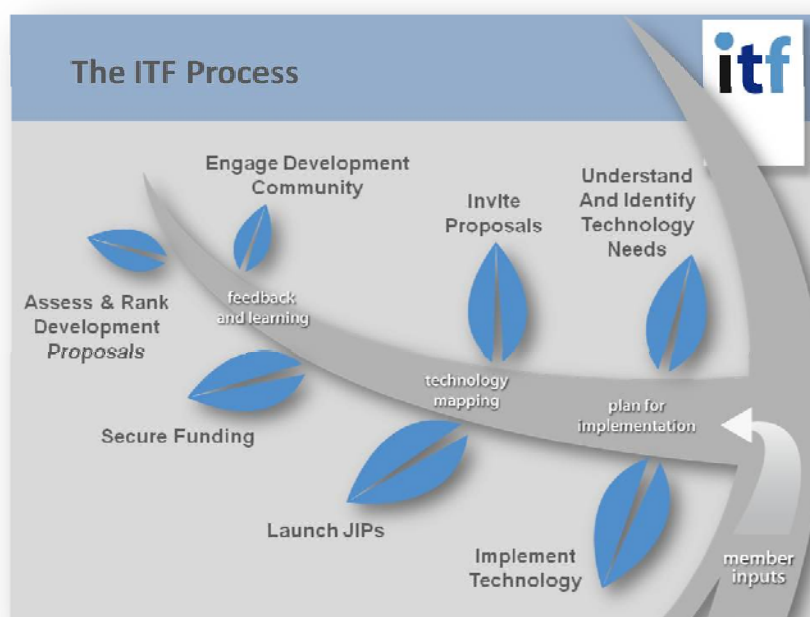 The ITF Process
itf
Engage Development
Community
Invite
Proposals
Understand
And Identify
Technology
Needs
Assess & Rank
Development
Proposals
feedback
and learning
technology
mapping
plan for
implementation
Secure Funding
Launch JIPs
Implement
Technology
member
inputs